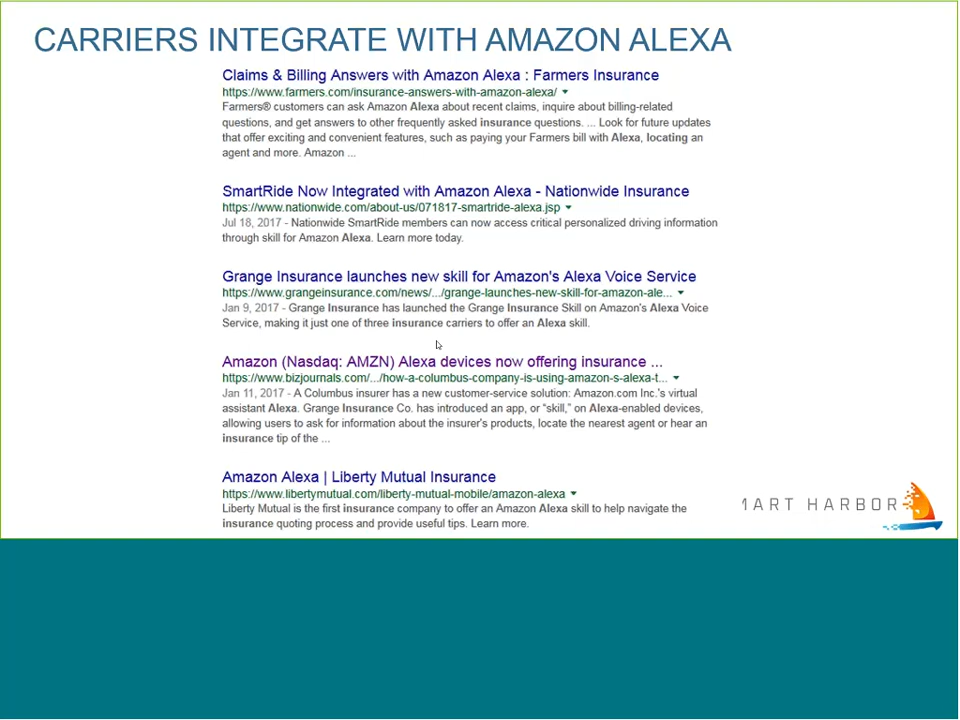 CARRIERS INTEGRATE WITH AMAZON ALEXA
Claims & Billing Answers with Amazon Alexa : Farmers Insurance
https://www.farmers.com/insurance-answers-with-amazon-alexa/
Farmers® customers can ask Amazon Alexa about recent claims, inquire about billing-related
questions, and get answers to other frequently asked insurance questions. ... Look for future updates
that offer exciting and convenient features, such as paying your Farmers bill with Alexa, locating an
agent and more. Amazon ...
SmartRide Now Integrated with Amazon Alexa - Nationwide Insurance
https://www.nationwide.com/about-us/071817-smartride-alexa.jsp
Jul 18, 2017 - Nationwide SmartRide members can now access critical personalized driving information
through skill for Amazon Alexa. Learn more today.
Grange Insurance launches new skill for Amazon's Alexa Voice Service
https://www.grangeinsurance.com/news/.../grange-launches-new-skill-for-amazon-ale...
Jan 9, 2017 - Grange Insurance has launched the Grange Insurance Skill on Amazon's Alexa Voice
Service, making it just one of three insurance carriers to offer an Alexa skill.
Amazon (Nasdaq: AMZN) Alexa devices now offering insurance ...
https://www.bizjournals.com/.../how-a-columbus-company-is-using-amazon-s-alexa-t...
Jan 11, 2017 - A Columbus insurer has a new customer-service solution: Amazon.com Inc.'s virtual
assistant Alexa. Grange Insurance Co. has introduced an app, or “skill,” on Alexa-enabled devices,
allowing users to ask for information about the insurer's products, locate the nearest agent or hear an
insurance tip of the ...
Amazon Alexa | Liberty Mutual Insurance
https://www.libertymutual.com/liberty-mutual-mobile/amazon-alexa
Liberty Mutual is the first insurance company to offer an Amazon Alexa skill to help navigate the
insurance quoting process and provide useful tips. Learn more.
MART HARBOR